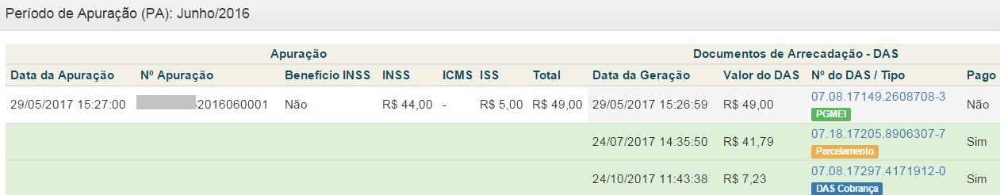 Período de Apuração (PA): Junho/2016
Apuração Documentos de Arrecadação - DAS
Data da Apuração Nº Apuração Benefício INSS INSS ICMS ISS Total Data da Geração Valor do DAS Nº do DAS / Tipo Pago
29/05/2017 15:27:00 2016060001 Não R$ 44,00 - R$ 5,00 R$ 49,00 29/05/2017 15:26:59 R$ 49,00 07.08.17149.2608708-3 Não
PGMEI
24/07/2017 14:35:50 R$ 41,79 07.18.17205.8906307-7 Sim
Parcelamento
24/10/2017 11:43:38 R$ 7,23 07.08.17297.4171912-0 Sim
DAS Cobrança